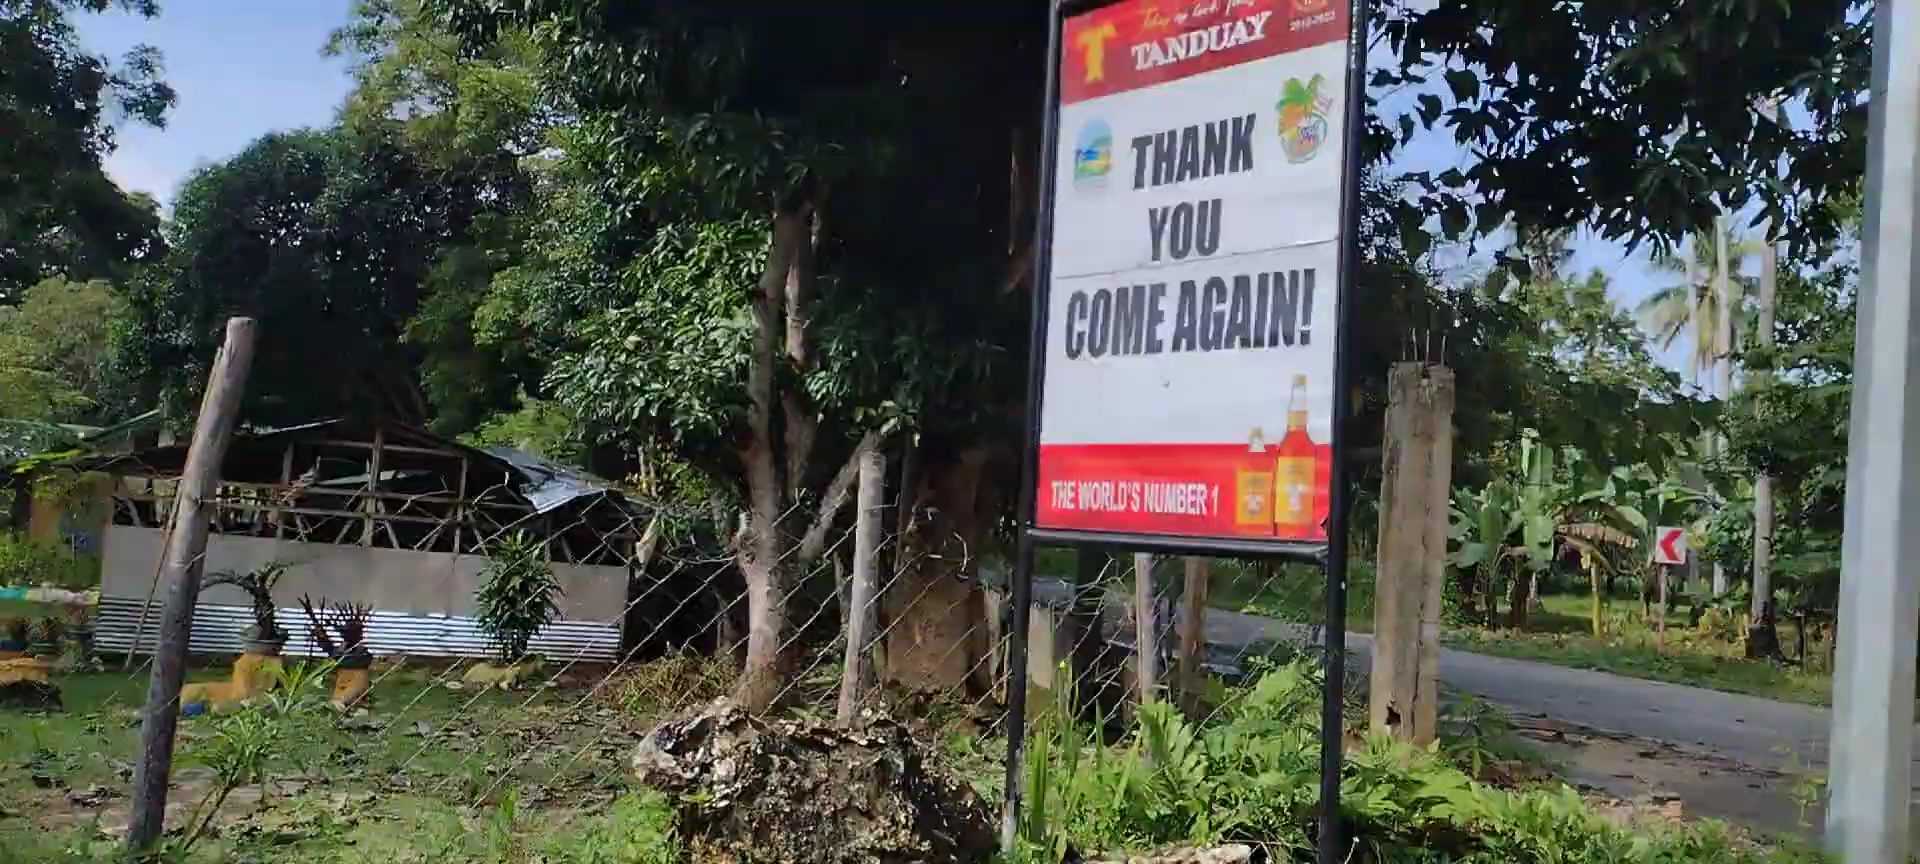 TANDUAY
THANK
YOU
COME AGAIN!
THE WORLD'S NUMBER 1